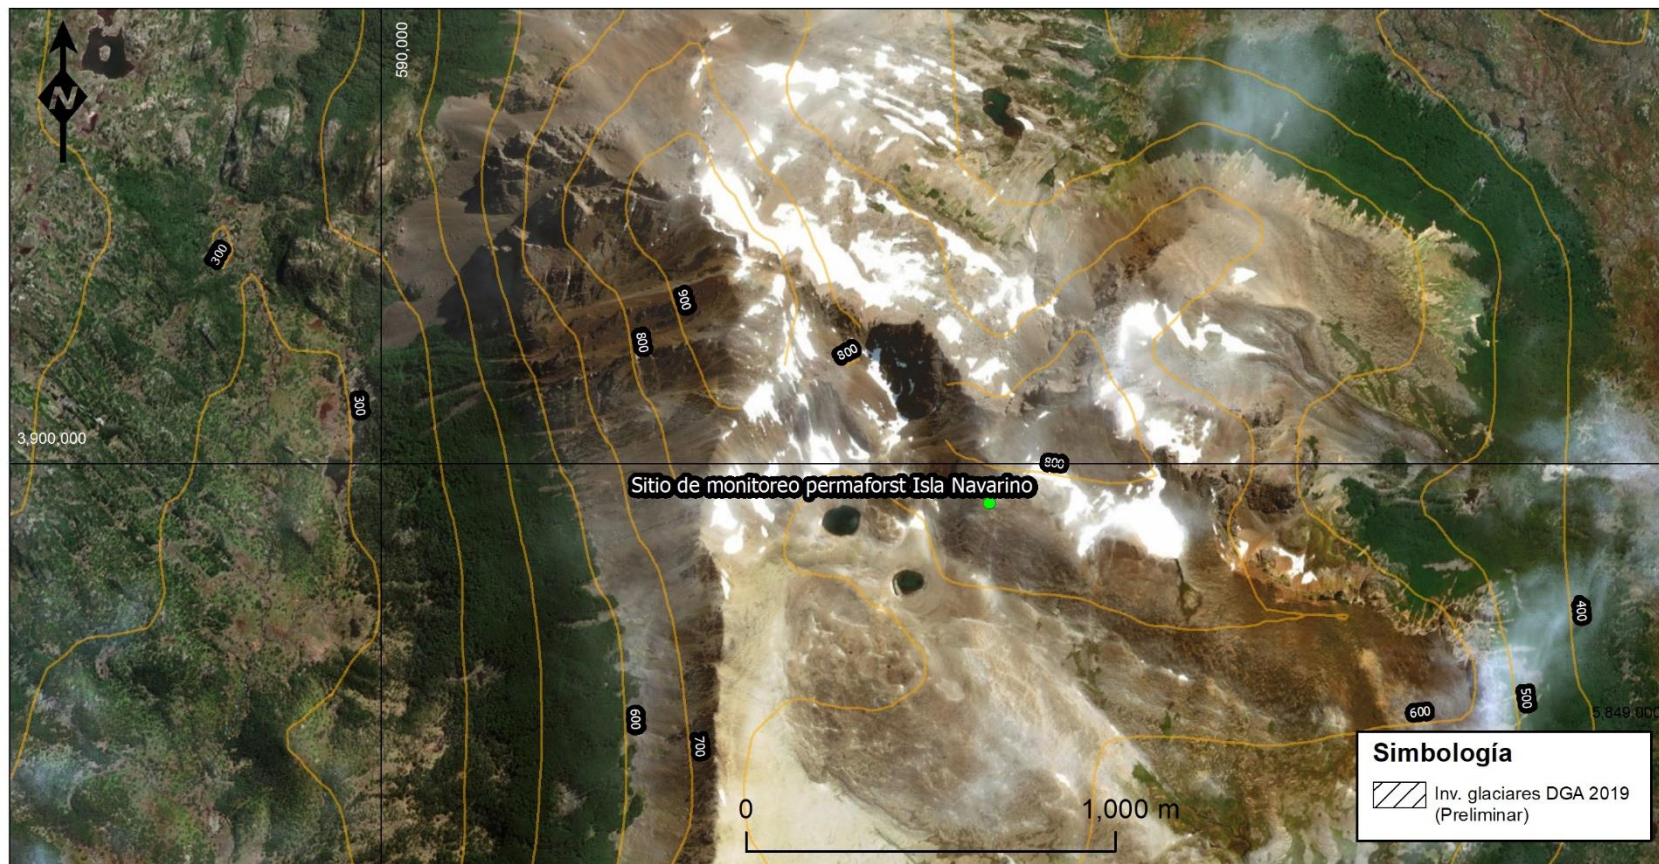 N
590,000
300
900
800
800
300
3,900,000
800
Sitio de monitoreo permaforst Isla Navarino
400
600
500
600
5,849,000
700
Simbología
0
1,000 m
Inv. glaciares DGA 2019
(Preliminar)